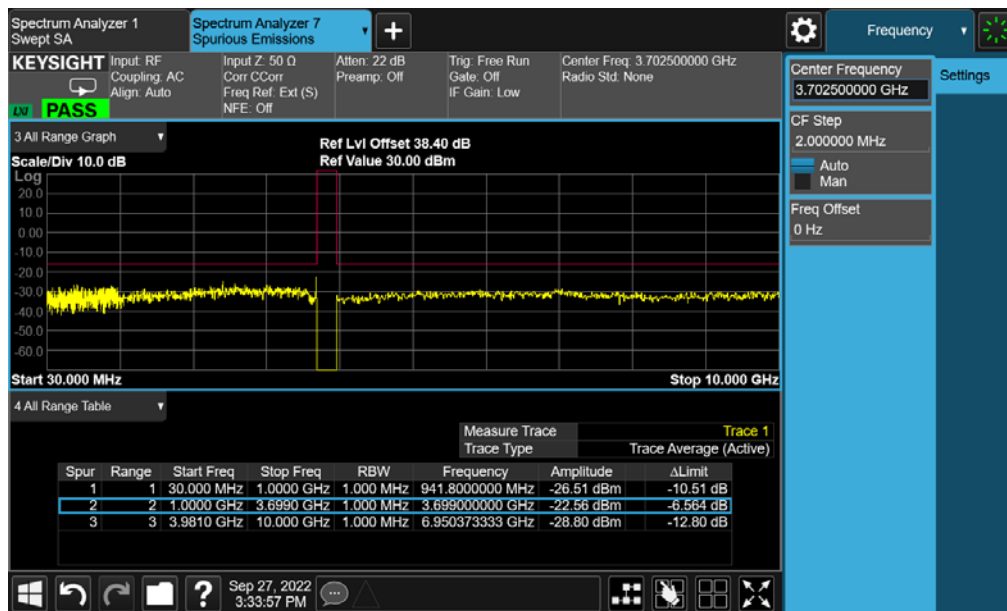 Spectrum Analyzer 1
Swept SA
Spectrum Analyzer 7
Spurious Emissions
+
Frequency
KEYSIGHT
LXI PASS
Input: RF
Coupling: AC
Align: Auto
Input Z: 50 Ω
Corr CCorr
Freq Ref: Ext (S)
NFE: Off
Atten: 22 dB
Preamp: Off
Trig: Free Run
Gate: Off
IF Gain: Low
Center Freq: 3.702500000 GHz
Radio Std: None
Center Frequency
3.702500000 GHz
Settings
CF Step
2.000000 MHz
Auto
Man
Freq Offset
0 Hz
3 All Range Graph
Scale/Div 10.0 dB
Ref Lvl Offset 38.40 dB
Ref Value 30.00 dBm
Log
20.0
10.0
0.00
-10.0
-20.0
-30.0
-40.0
-50.0
-60.0
Start 30.000 MHz Stop 10.000 GHz
4 All Range Table
Measure Trace Trace 1
Trace Type Trace Average (Active)
Spur Range Start Freq Stop Freq RBW Frequency Amplitude ΔLimit
1 1 30.000 MHz 1.0000 GHz 1.000 MHz 941.8000000 MHz -26.51 dBm -10.51 dB
2 2 1.0000 GHz 3.6990 GHz 1.000 MHz 3.699000000 GHz -22.56 dBm -6.564 dB
3 3 3.9810 GHz 10.000 GHz 1.000 MHz 6.950373333 GHz -28.80 dBm -12.80 dB
?
Sep 27, 2022
3:33:57 PM